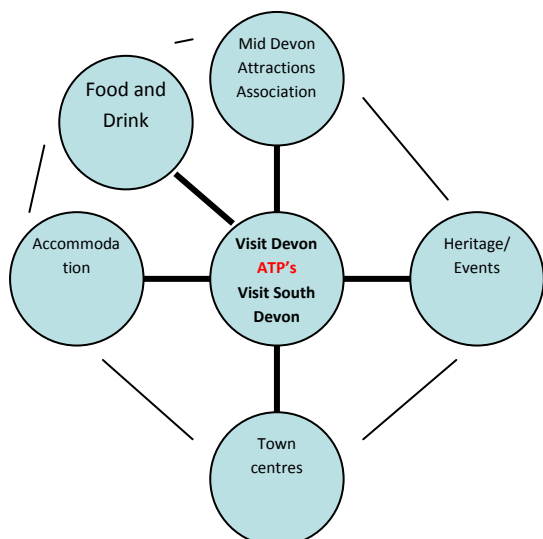 Mid Devon
Attractions
Association
Food and
Drink
Accommoda
tion
Visit Devon
ATP's
Visit South
Devon
Heritage/
Events
Town
centres